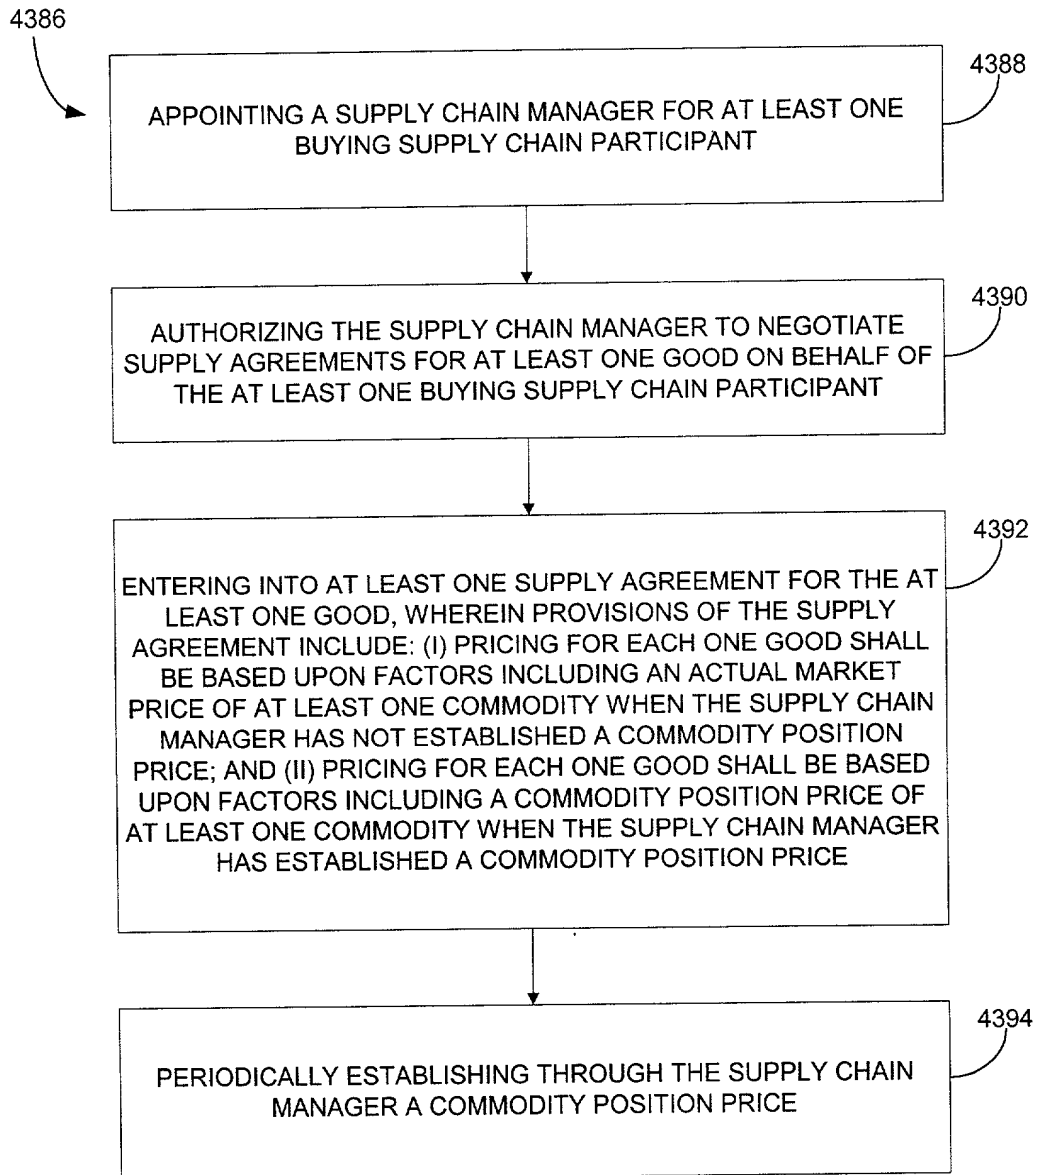 4386
4388
APPOINTING A SUPPLY CHAIN MANAGER FOR AT LEAST ONE
BUYING SUPPLY CHAIN PARTICIPANT
4390
AUTHORIZING THE SUPPLY CHAIN MANAGER TO NEGOTIATE
SUPPLY AGREEMENTS FOR AT LEAST ONE GOOD ON BEHALF OF
THE AT LEAST ONE BUYING SUPPLY CHAIN PARTICIPANT
4392
ENTERING INTO AT LEAST ONE SUPPLY AGREEMENT FOR THE AT
LEAST ONE GOOD, WHEREIN PROVISIONS OF THE SUPPLY
AGREEMENT INCLUDE: (I) PRICING FOR EACH ONE GOOD SHALL
BE BASED UPON FACTORS INCLUDING AN ACTUAL MARKET
PRICE OF AT LEAST ONE COMMODITY WHEN THE SUPPLY CHAIN
MANAGER HAS NOT ESTABLISHED A COMMODITY POSITION
PRICE; AND (II) PRICING FOR EACH ONE GOOD SHALL BE BASED
UPON FACTORS INCLUDING A COMMODITY POSITION PRICE OF
AT LEAST ONE COMMODITY WHEN THE SUPPLY CHAIN MANAGER
HAS ESTABLISHED A COMMODITY POSITION PRICE
4394
PERIODICALLY ESTABLISHING THROUGH THE SUPPLY CHAIN
MANAGER A COMMODITY POSITION PRICE